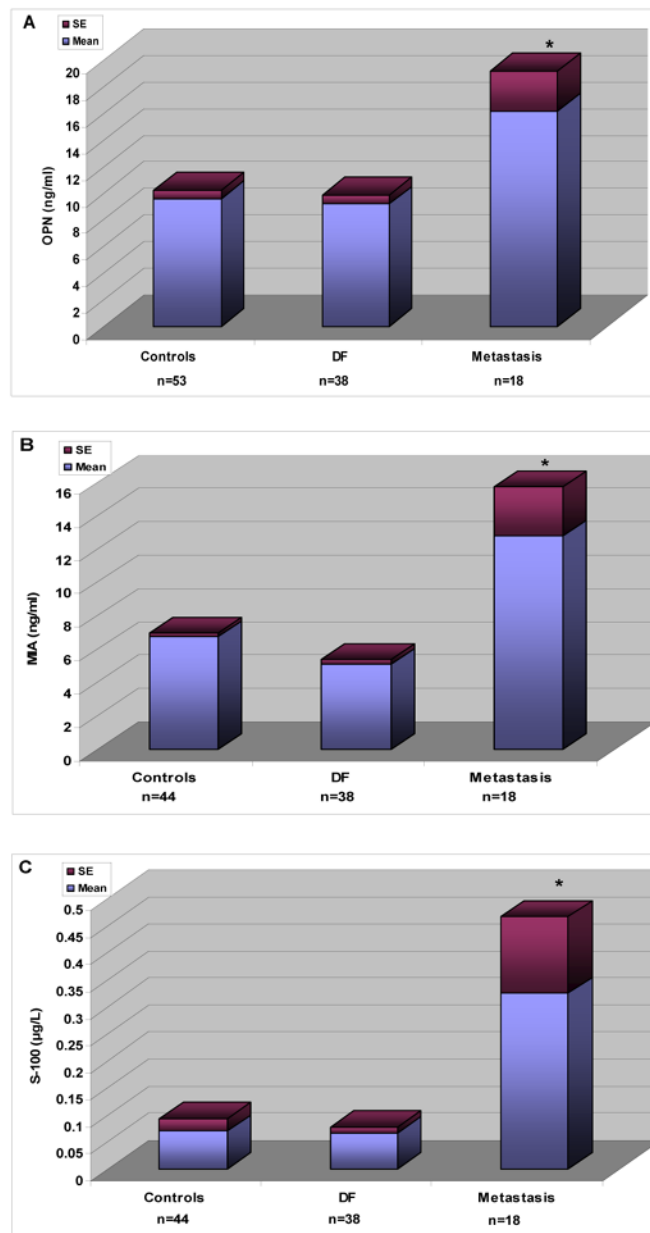 A
SE
Mean
*
20
18
16
14
12
10
8
6
4
2
0
OPN (ng/ml)
Controls DF Metastasis
n=53 n=38 n=18
B
SE
Mean
*
16
14
12
10
8
6
4
2
0
MIA (ng/ml)
Controls DF Metastasis
n=44 n=38 n=18
C
SE
Mean
*
0.5
0.45
0.4
0.35
0.3
0.25
0.2
0.15
0.1
0.05
0
S-100 (µg/L)
Controls DF Metastasis
n=44 n=38 n=18